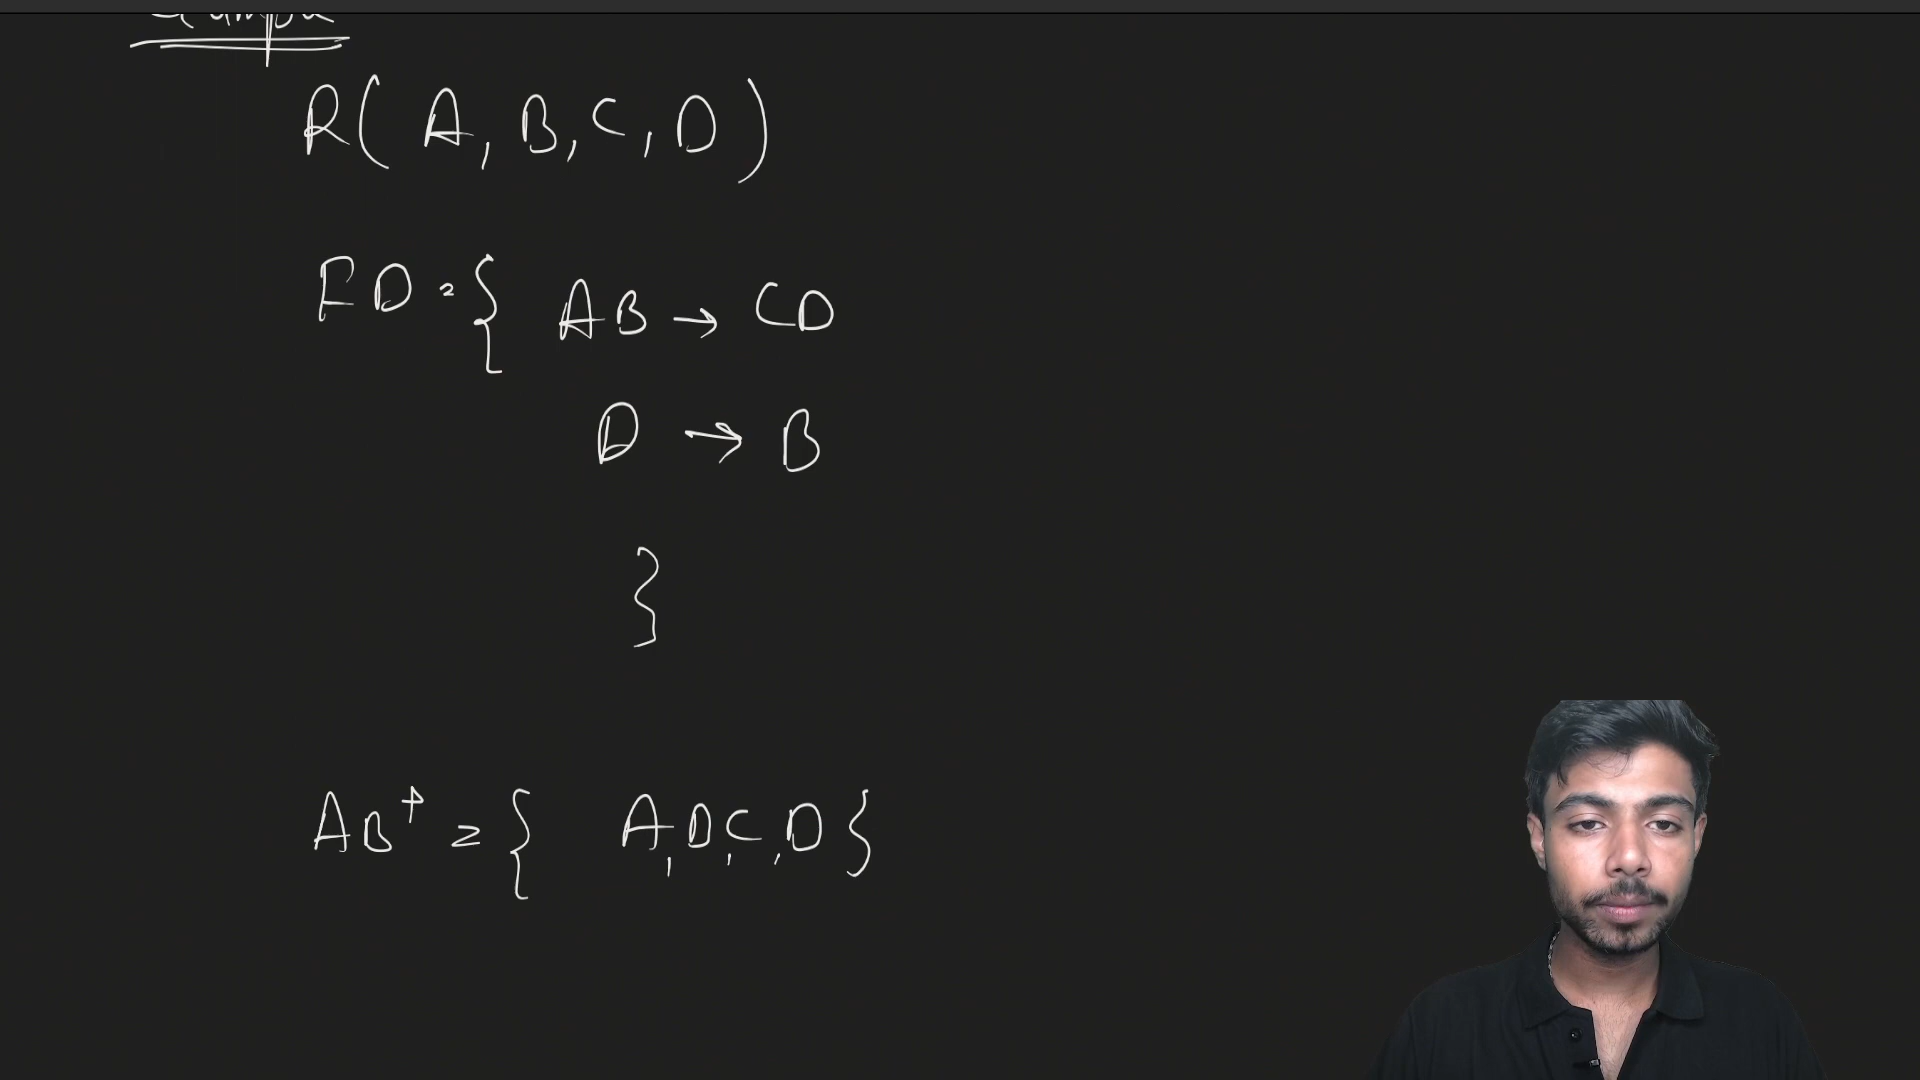 R( A, B, C, D )
FD = { AB → CD
D → B
}
AB+ = { A, B, C, D }